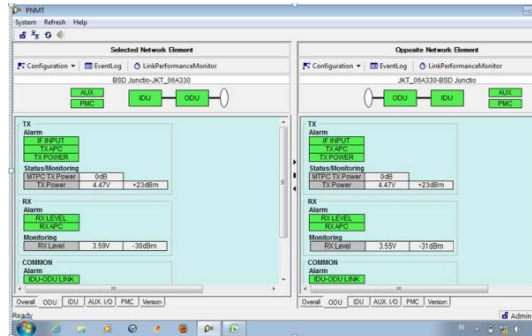 PNMT
System Refresh Help
Selected Network Element
Configuration EventLog LinkPerformanceMonitor
BSD Junctio-JKT_06A330
AUX
PMC
IDU
ODU
TX
Alarm
IF INPUT
TX APC
TX POWER
Status/Monitoring
MTPC TX Power 0dB
TX Power 4.47V +23dBm
RX
Alarm
RX LEVEL
RX APC
Monitoring
RX Level 3.59V -30dBm
COMMON
Alarm
IDU-ODU LINK
Overall ODU IDU AUX. I/O PMC Version
Opposite Network Element
Configuration EventLog LinkPerformanceMonitor
JKT_06A330-BSD Junctio
ODU
IDU
AUX
PMC
TX
Alarm
IF INPUT
TX APC
TX POWER
Status/Monitoring
MTPC TX Power 0dB
TX Power 4.47V +23dBm
RX
Alarm
RX LEVEL
RX APC
Monitoring
RX Level 3.55V -31dBm
COMMON
Alarm
IDU-ODU LINK
Overall ODU IDU AUX. I/O PMC Version
Ready
Admin